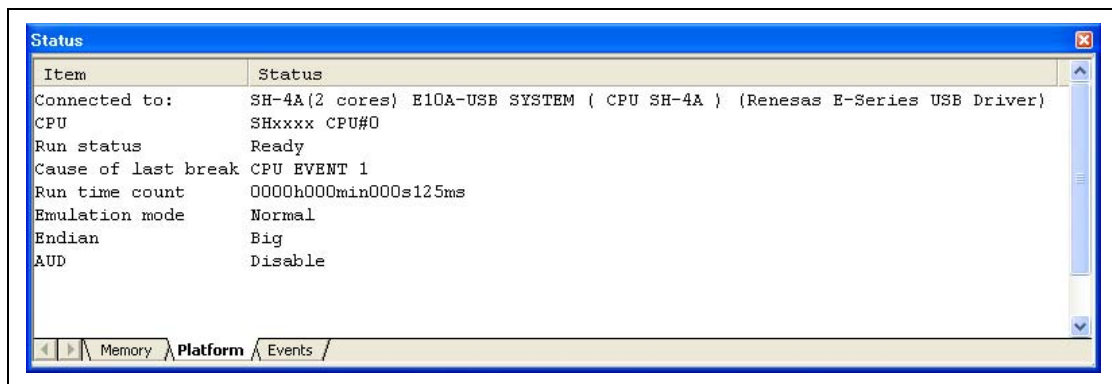 Status
Item Status
Connected to: SH-4A(2 cores) E10A-USB SYSTEM ( CPU SH-4A ) (Renesas E-Series USB Driver)
CPU SHxxxx CPU#0
Run status Ready
Cause of last break CPU EVENT 1
Run time count 0000h000min000s125ms
Emulation mode Normal
Endian Big
AUD Disable
Memory Platform Events